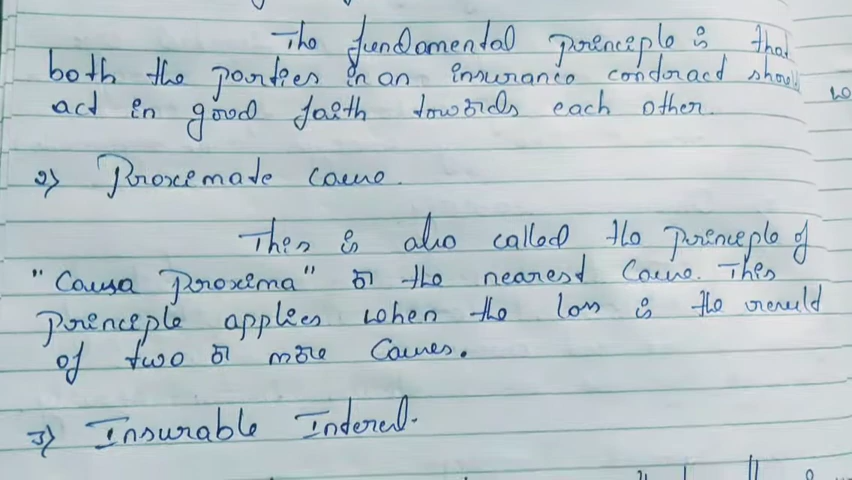 The fundamental principle is that
both the parties in an insurance contract should
act in good faith towards each other.
2) Proximate cause.
This is also called the principle of
"Causa Proxima" or the nearest Cause. This
principle applies when the loss is the result
of two or more Causes.
3) Insurable Interest.